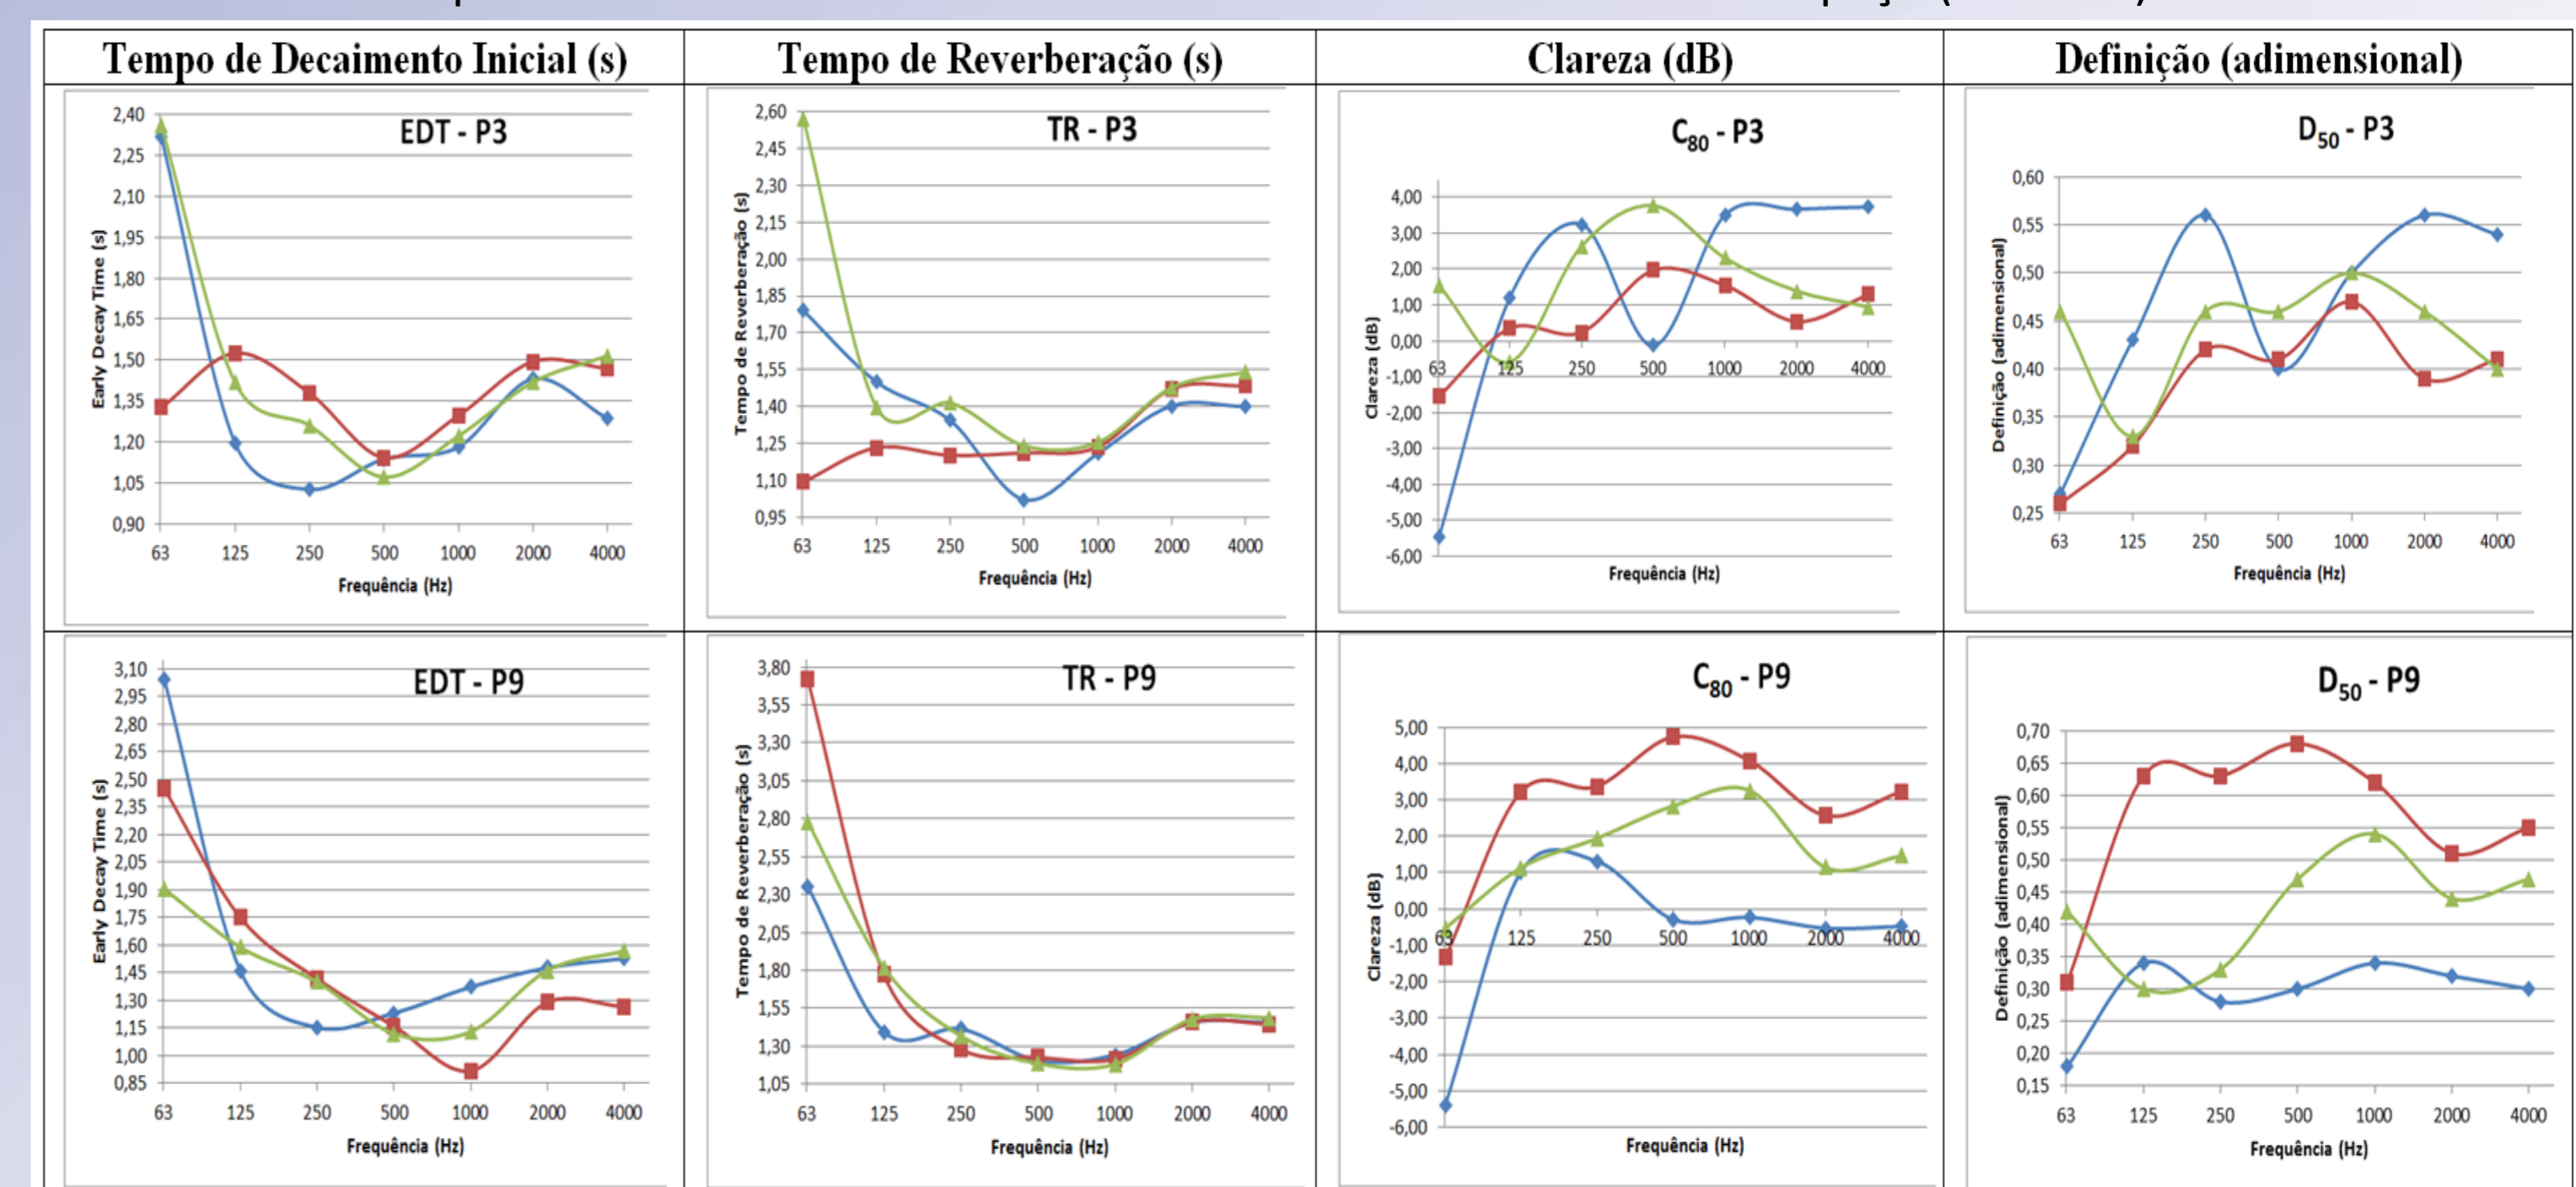 Tempo de Decaimento Inicial (s)
Tempo de Reverberação (s)
Clareza (dB)
Definição (adimensional)
EDT - P3
Early Decay Time (s)
2,40
2,25
2,10
1,95
1,80
1,65
1,50
1,35
1,20
1,05
0,90
63 125 250 500 1000 2000 4000
Frequência (Hz)
TR - P3
Tempo de Reverberação (s)
2,60
2,45
2,30
2,15
2,00
1,85
1,70
1,55
1,40
1,25
1,10
0,95
63 125 250 500 1000 2000 4000
Frequência (Hz)
C80 - P3
Clareza (dB)
4,00
3,00
2,00
1,00
0,00
-1,00
-2,00
-3,00
-4,00
-5,00
-6,00
63 125 250 500 1000 2000 4000
Frequência (Hz)
D50 - P3
Definição (adimensional)
0,60
0,55
0,50
0,45
0,40
0,35
0,30
0,25
63 125 250 500 1000 2000 4000
Frequência (Hz)
EDT - P9
Early Decay Time (s)
3,10
2,95
2,80
2,65
2,50
2,35
2,20
2,05
1,90
1,75
1,60
1,45
1,30
1,15
1,00
0,85
63 125 250 500 1000 2000 4000
Frequência (Hz)
TR - P9
Tempo de Reverberação (s)
3,80
3,55
3,30
3,05
2,80
2,55
2,30
2,05
1,80
1,55
1,30
1,05
63 125 250 500 1000 2000 4000
Frequência (Hz)
C80 - P9
Clareza (dB)
5,00
4,00
3,00
2,00
1,00
0,00
-1,00
-2,00
-3,00
-4,00
-5,00
-6,00
63 125 250 500 1000 2000 4000
Frequência (Hz)
D50 - P9
Definição (adimensional)
0,70
0,65
0,60
0,55
0,50
0,45
0,40
0,35
0,30
0,25
0,20
0,15
63 125 250 500 1000 2000 4000
Frequência (Hz)